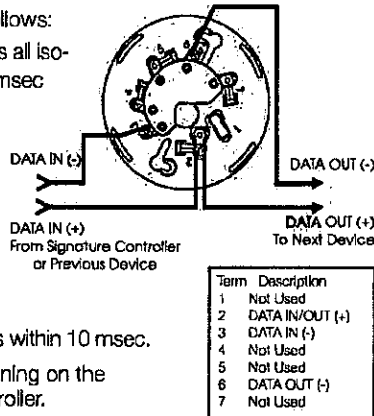 llows:
s all iso-
msec
DATA IN (-)
DATA OUT (-)
DATA IN (+)
From Signature Controller
or Previous Device
DATA OUT (+)
To Next Device
s within 10 msec.
ning on the
roller.
Term Description
1 Not Used
2 DATA IN/OUT (+)
3 DATA IN (-)
4 Not Used
5 Not Used
6 DATA OUT (-)
7 Not Used